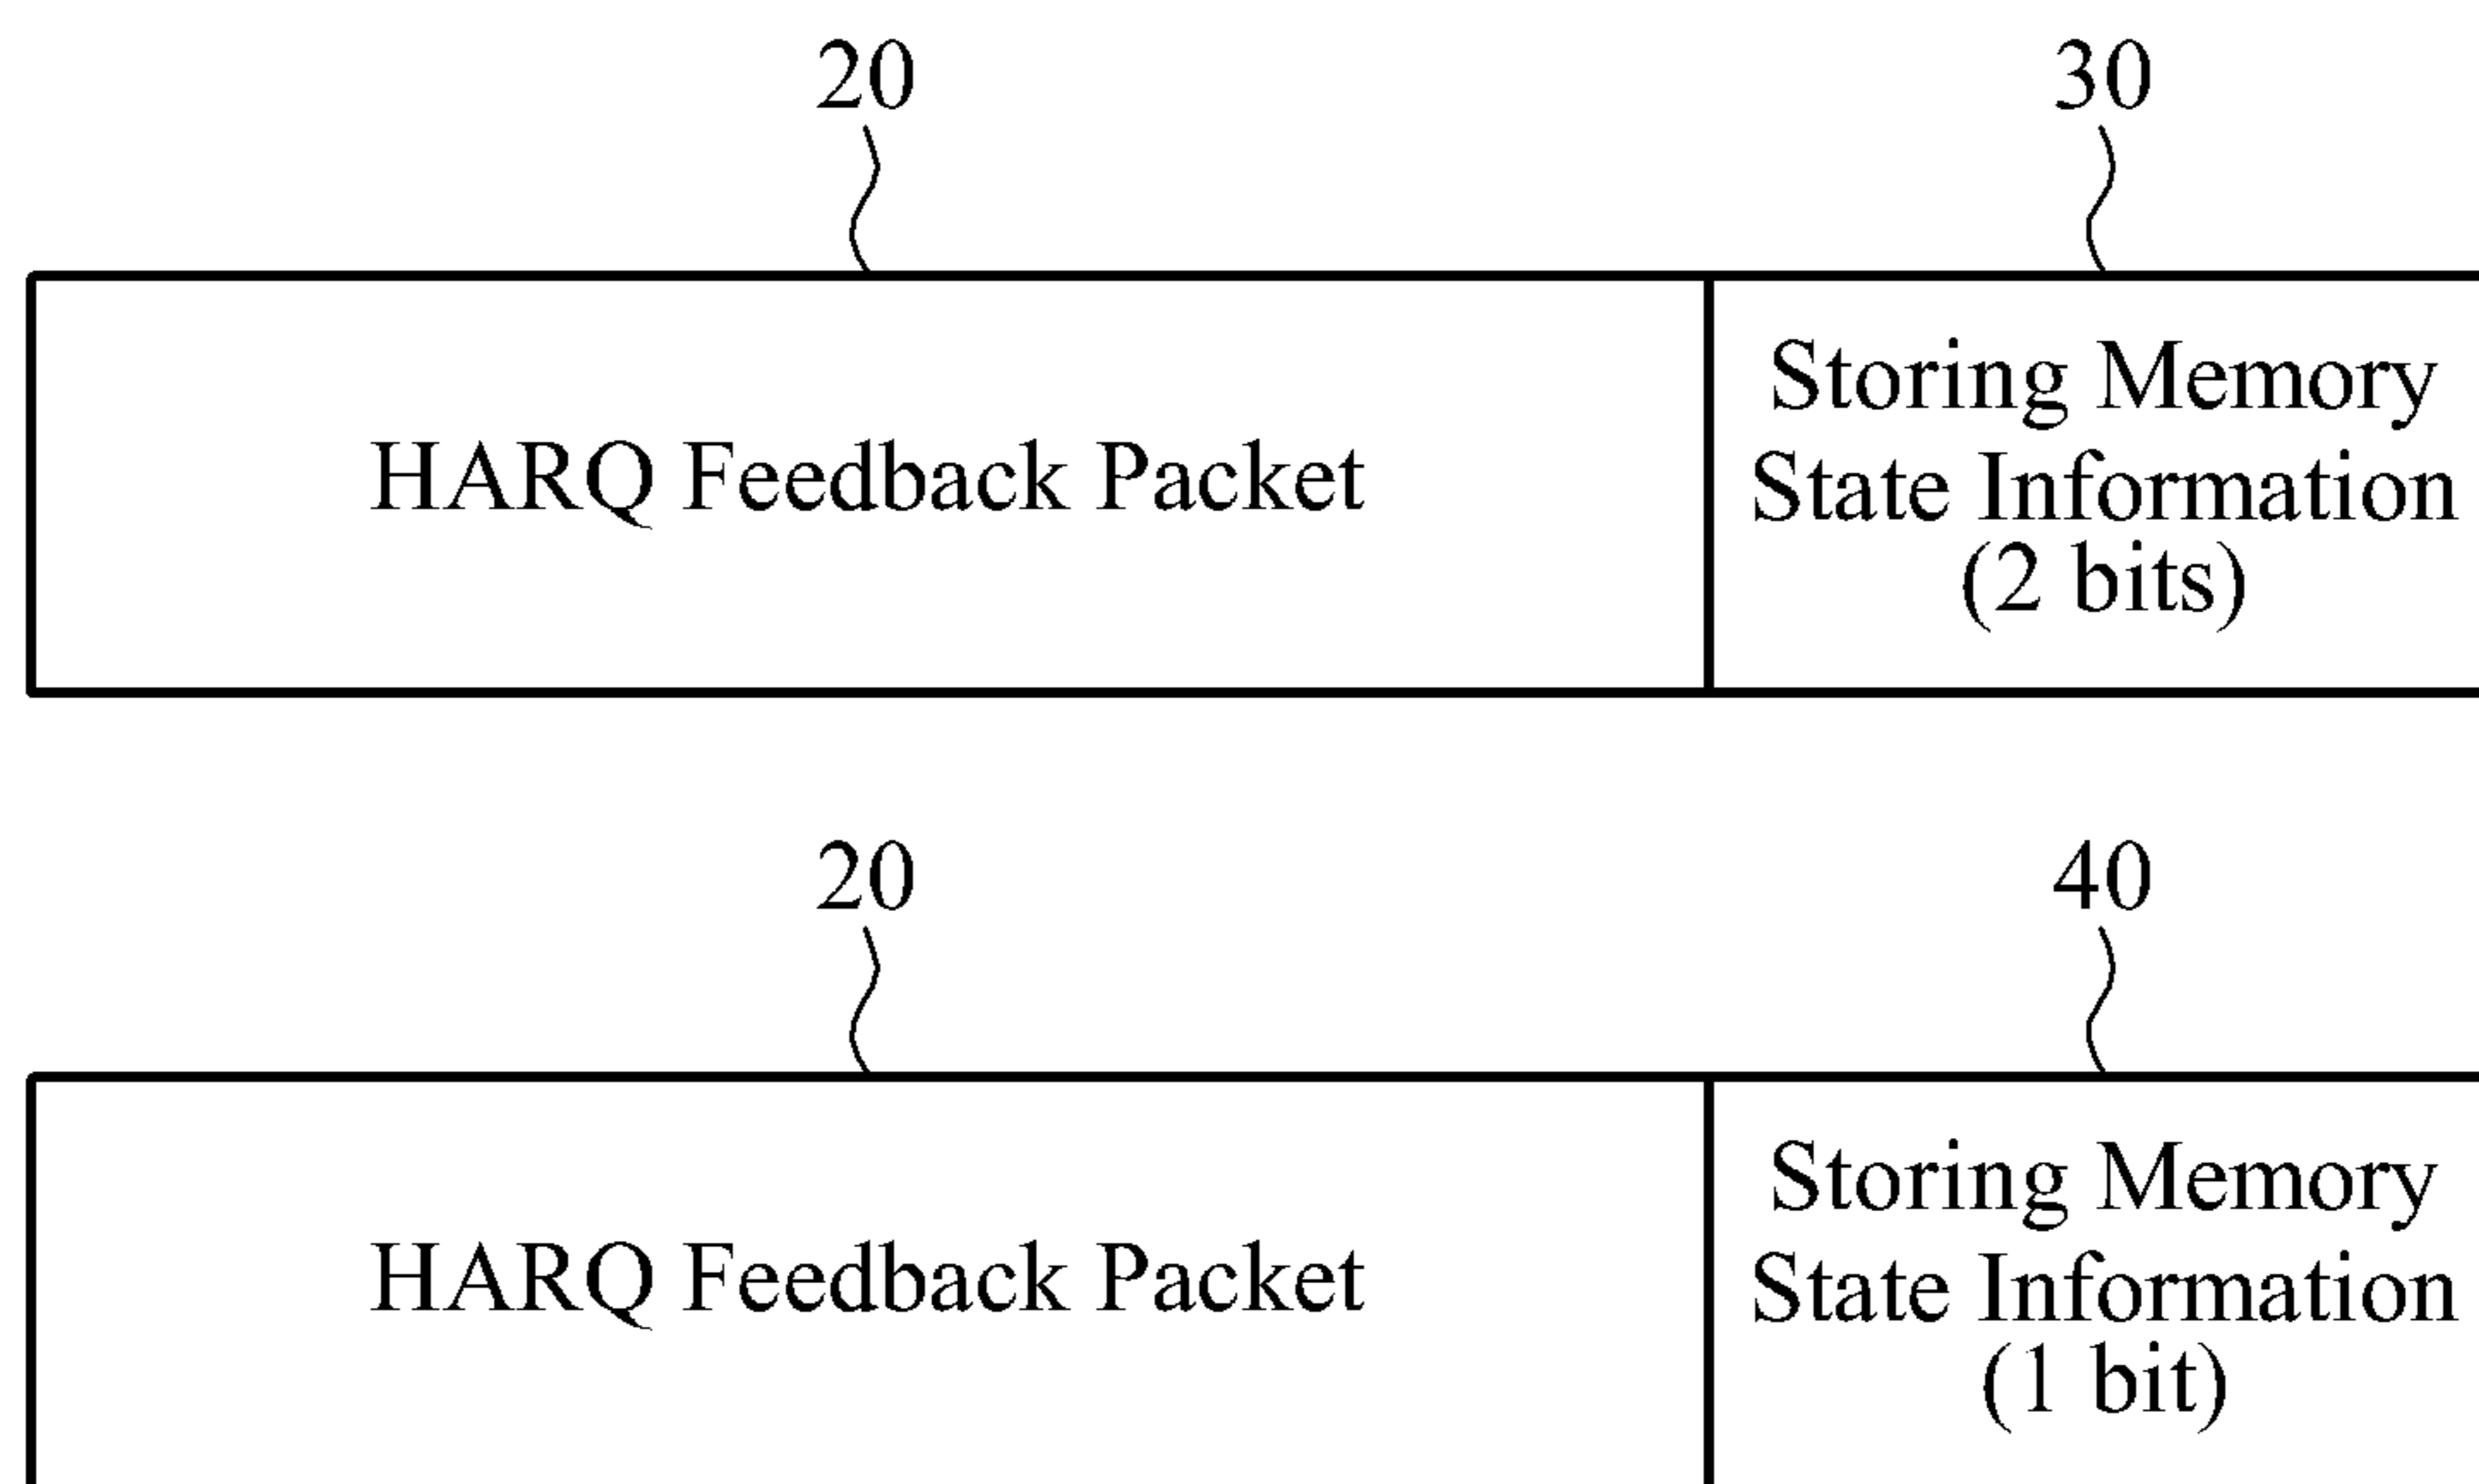 20
30
HARQ Feedback Packet
Storing Memory
State Information
(2 bits)
20
40
HARQ Feedback Packet
Storing Memory
State Information
(1 bit)